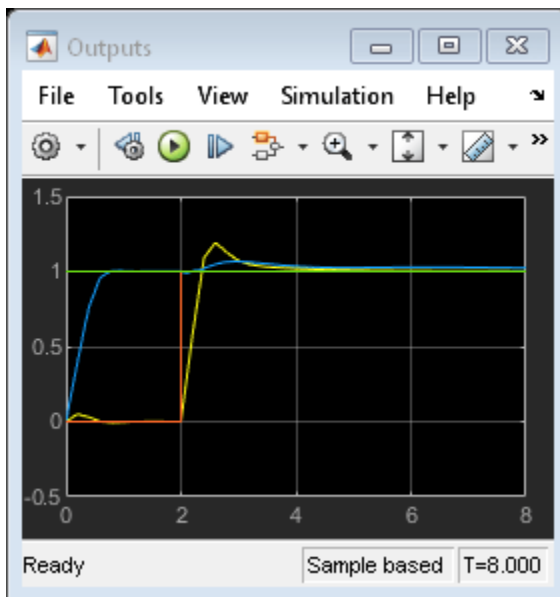 Outputs
File Tools View Simulation Help
1.5
1
0.5
0
-0.5
0 2 4 6 8
Ready Sample based T=8.000